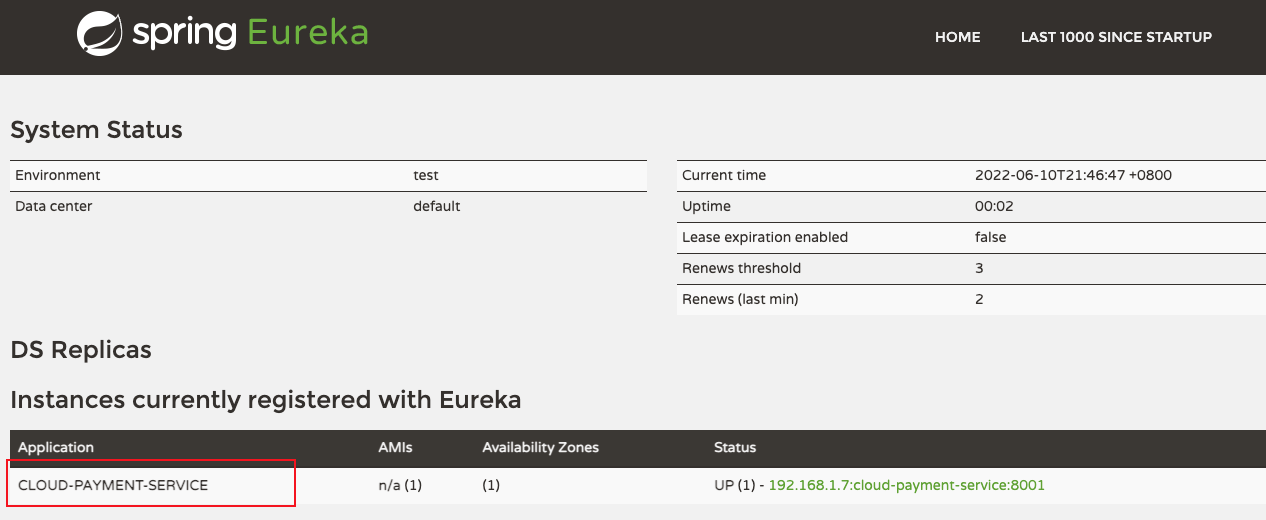 spring Eureka
HOME LAST 1000 SINCE STARTUP
System Status
Environment test
Data center default
Current time 2022-06-10T21:46:47 +0800
Uptime 00:02
Lease expiration enabled false
Renews threshold 3
Renews (last min) 2
DS Replicas
Instances currently registered with Eureka
Application AMIs Availability Zones Status
CLOUD-PAYMENT-SERVICE n/a (1) (1) UP (1) - 192.168.1.7:cloud-payment-service:8001